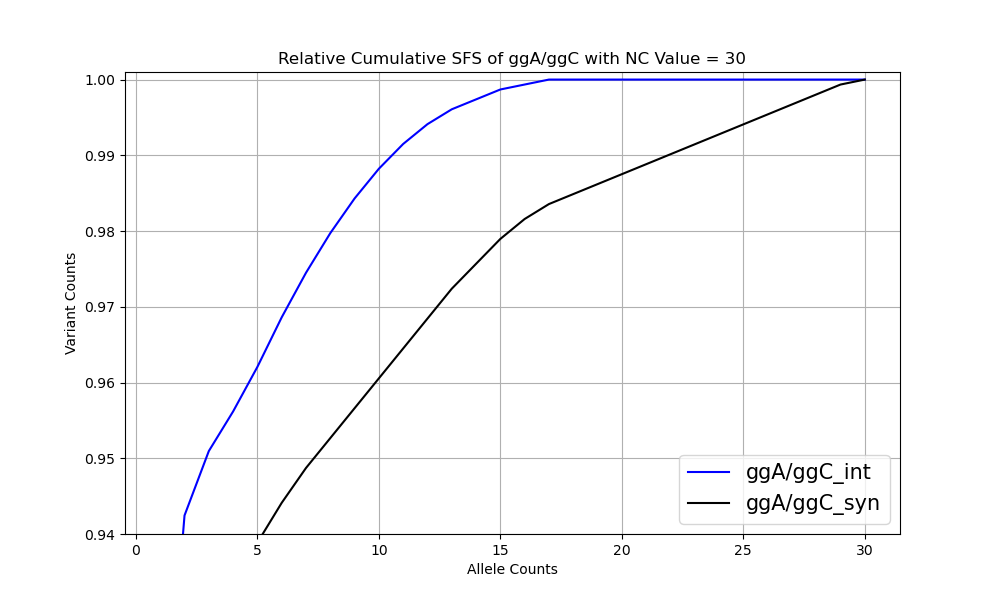 Relative Cumulative SFS of ggA/ggC with NC Value = 30
1.00
0.99
0.98
0.97
0.96
0.95
0.94
Variant Counts
0 5 10 15 20 25 30
Allele Counts
ggA/ggC_int
ggA/ggC_syn